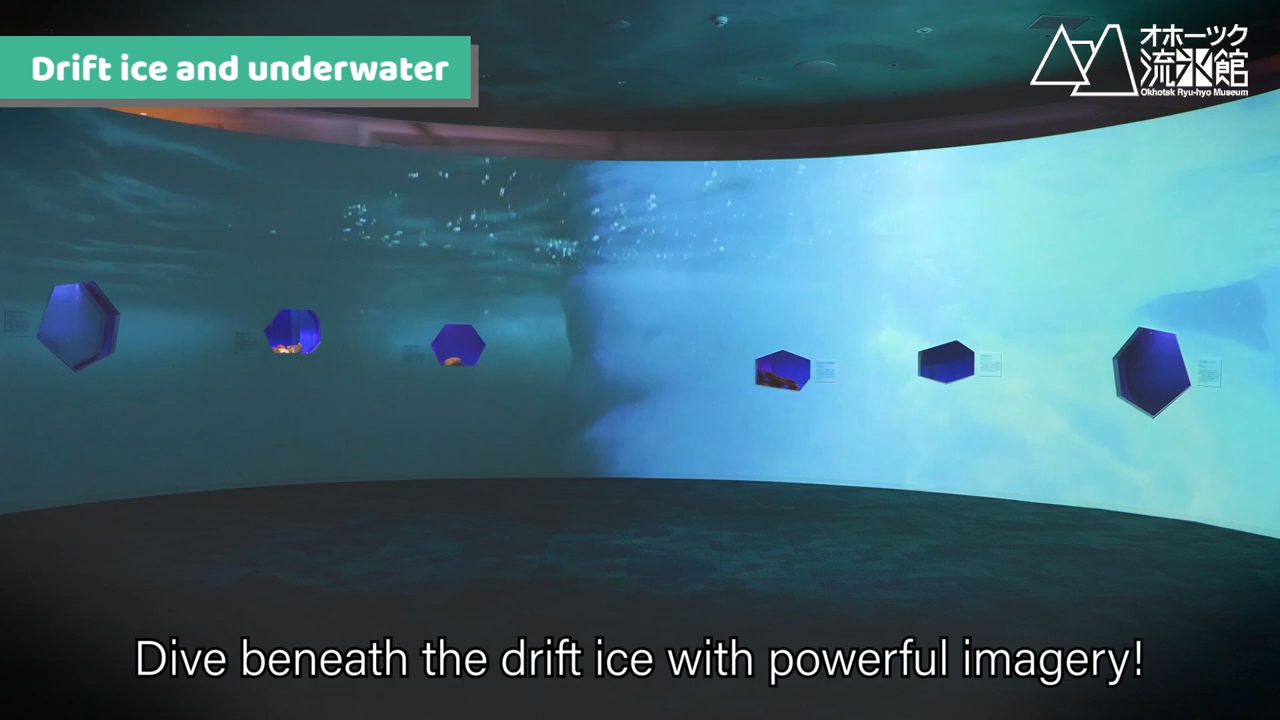 Drift ice and underwater
オホーツク
流氷館
Okhotsk Ryu-hyo Museum
Dive beneath the drift ice with powerful imagery!